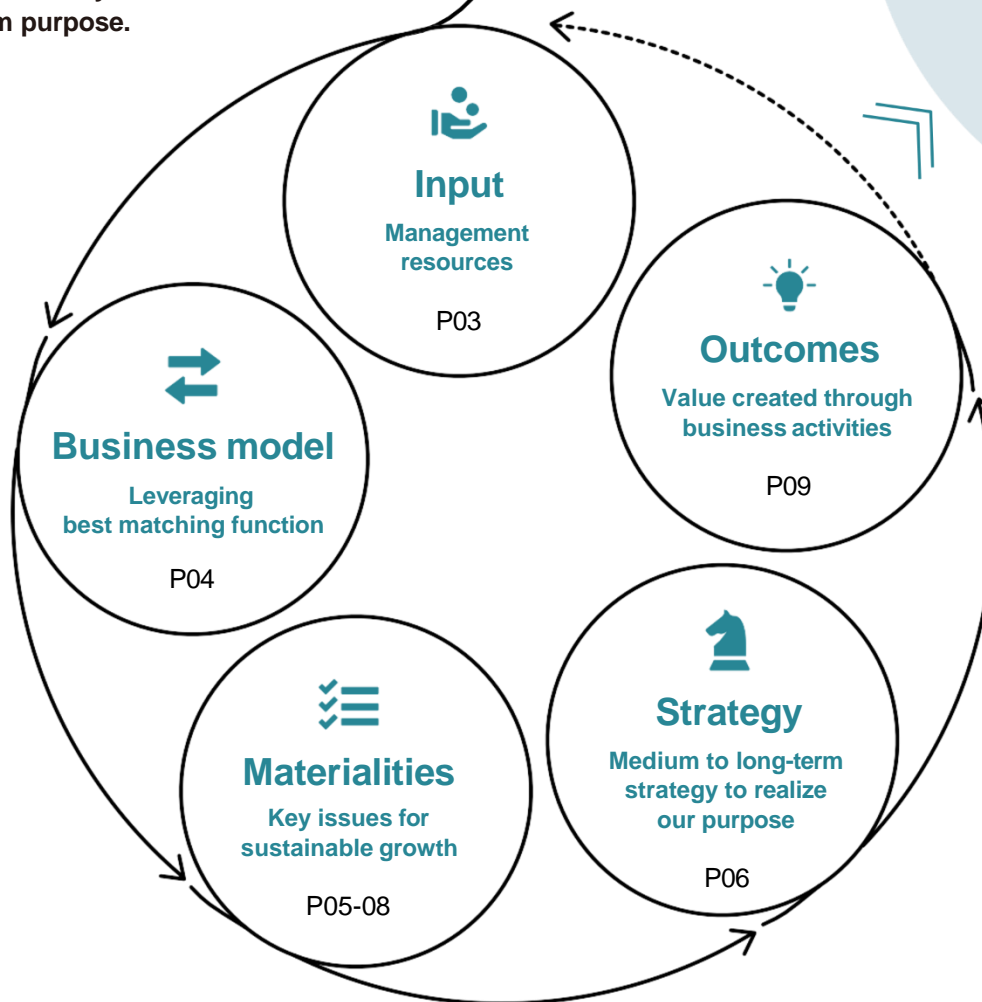 purpose.
Input
Management
resources
P03
Outcomes
Value created through
business activities
P09
Business model
Leveraging
best matching function
P04
Strategy
Medium to long-term
strategy to realize
our purpose
P06
Materialities
Key issues for
sustainable growth
P05-08